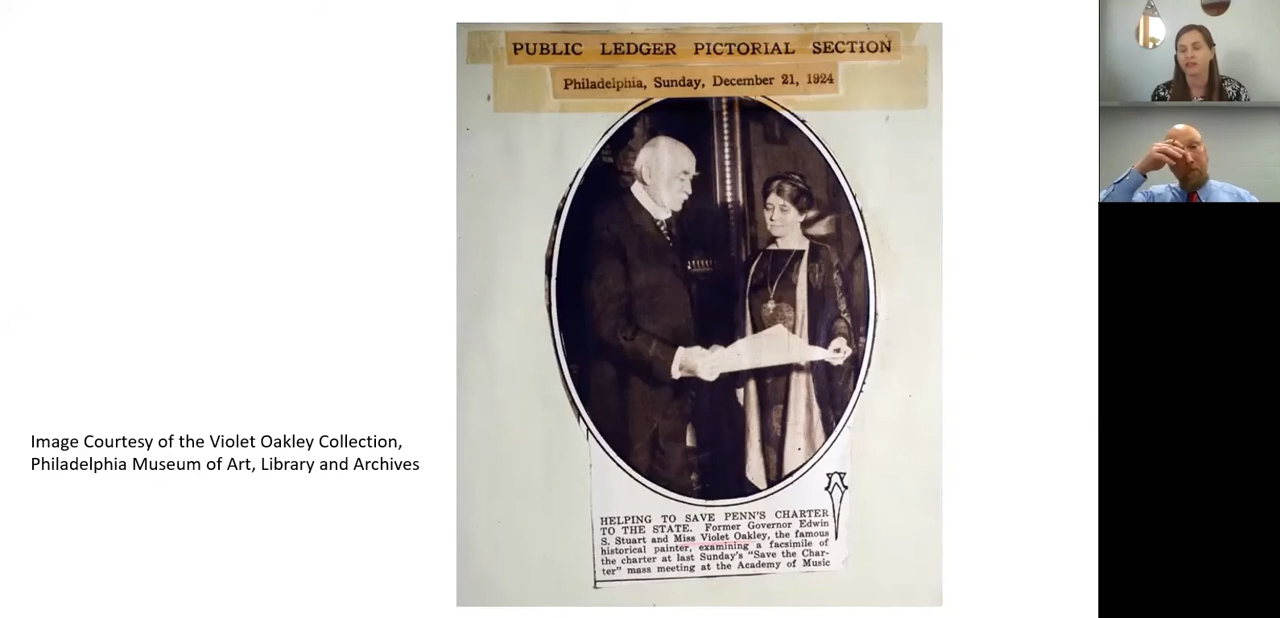 PUBLIC LEDGER PICTORIAL SECTION
Philadelphia, Sunday, December 21, 1924
Image Courtesy of the Violet Oakley Collection,
Philadelphia Museum of Art, Library and Archives
HELPING TO SAVE PENN'S CHARTER
TO THE STATE. Former Governor Edwin
S. Stuart and Miss Violet Oakley, the famous
historical painter, examining a facsimile of
the charter at last Sunday's "Save the Char-
ter" mass meeting at the Academy of Music